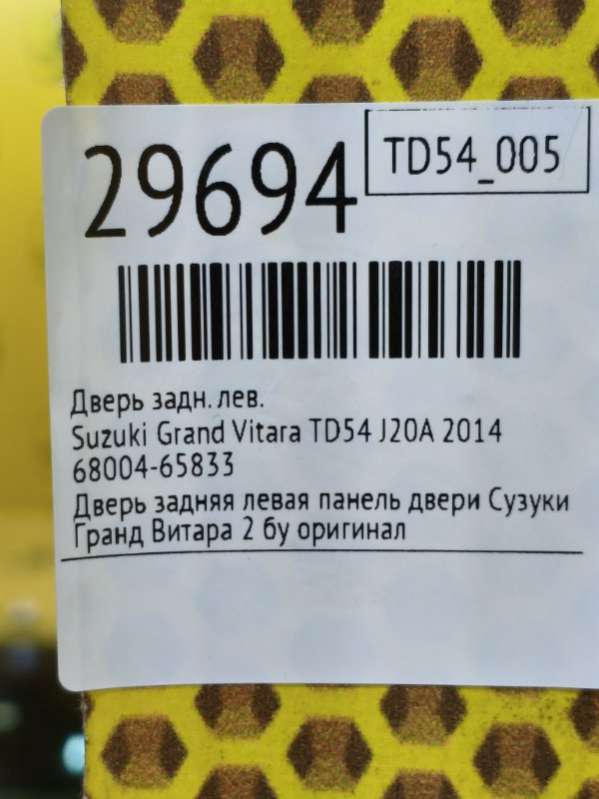 29694
TD54_005
Дверь задн. лев.
Suzuki Grand Vitara TD54 J20A 2014
68004-65833
Дверь задняя левая панель двери Сузуки
Гранд Витара 2 бу оригинал